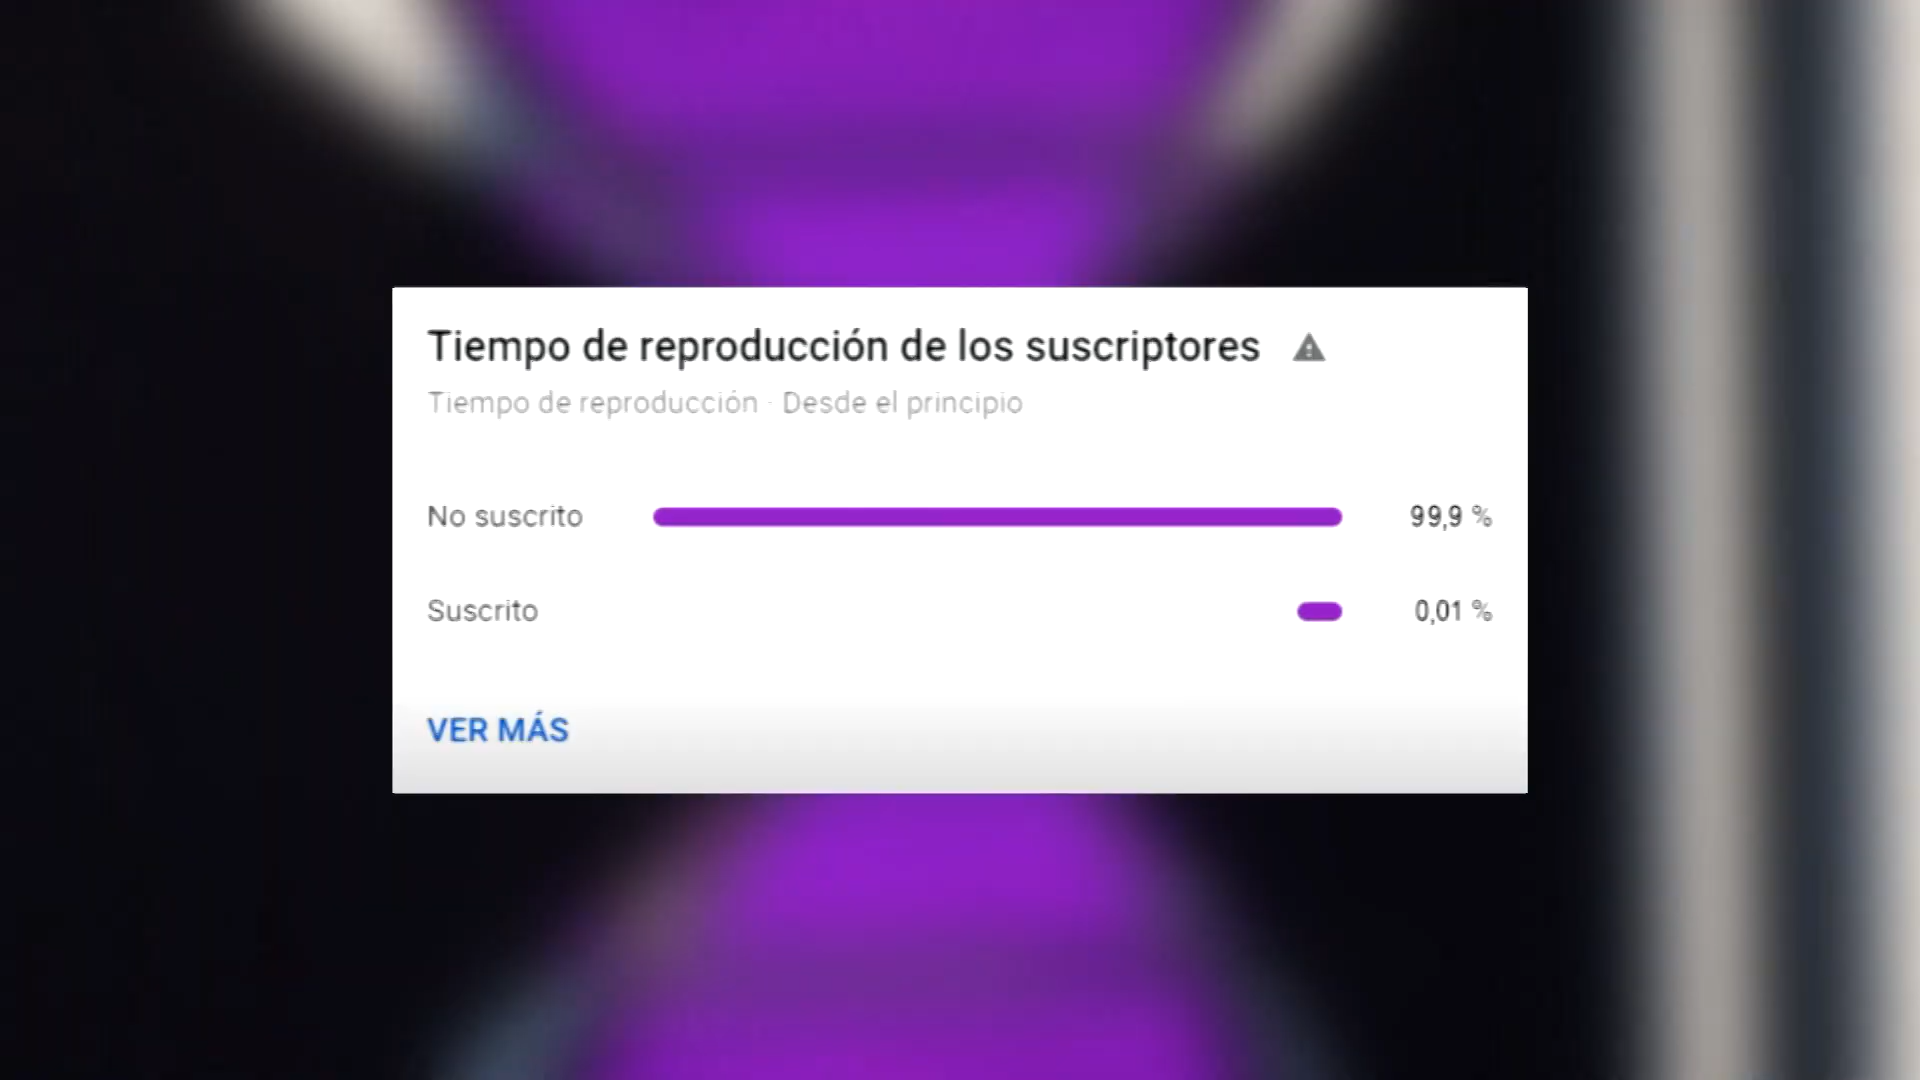 Tiempo de reproducción de los suscriptores
Tiempo de reproducción · Desde el principio
No suscrito 99,9 %
Suscrito 0,01 %
VER MÁS